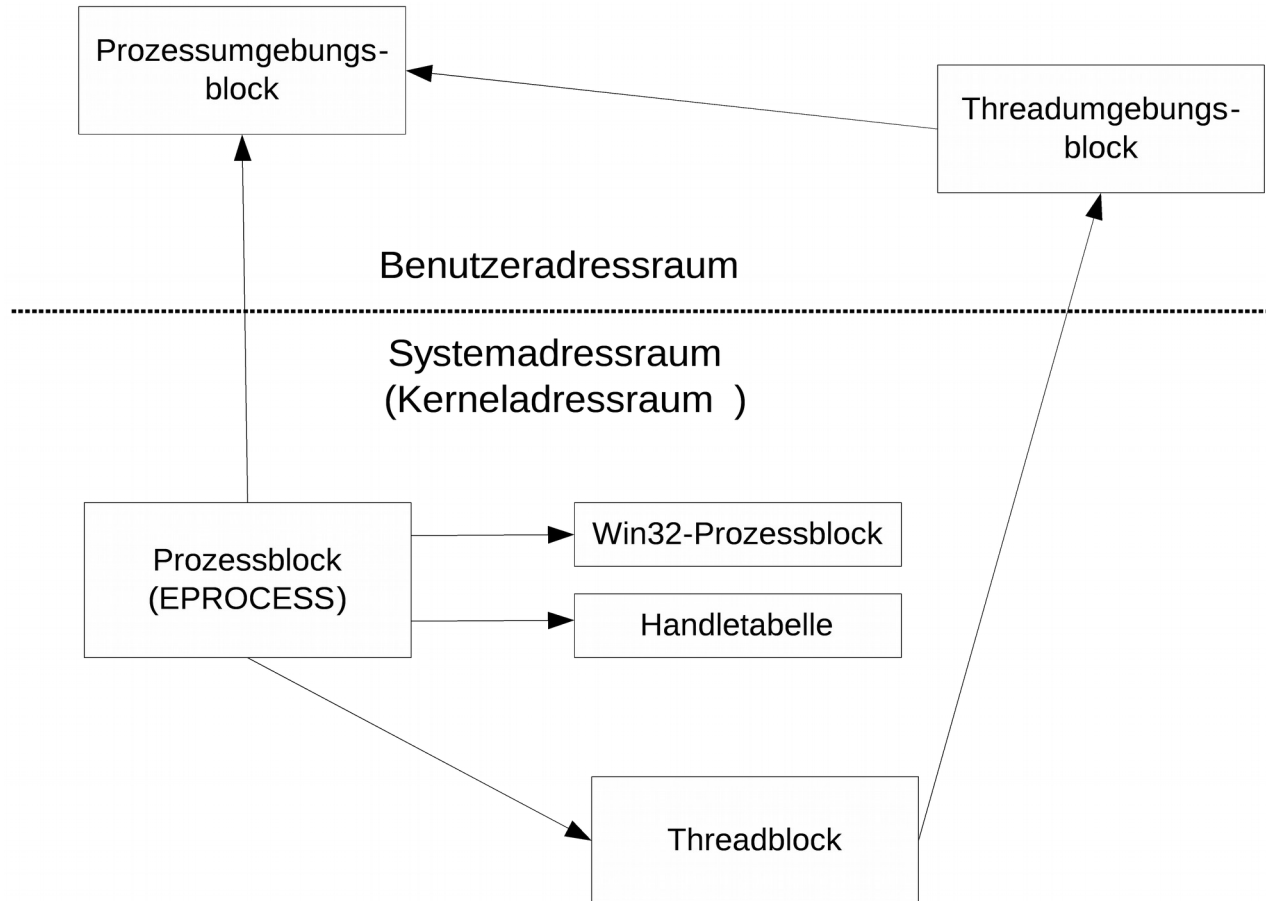 Prozessumgebungs-
block
Threadumgebungs-
block
Benutzeradressraum
Systemadressraum
(Kerneladressraum )
Prozessblock
(EPROCESS)
Win32-Prozessblock
Handletabelle
Threadblock